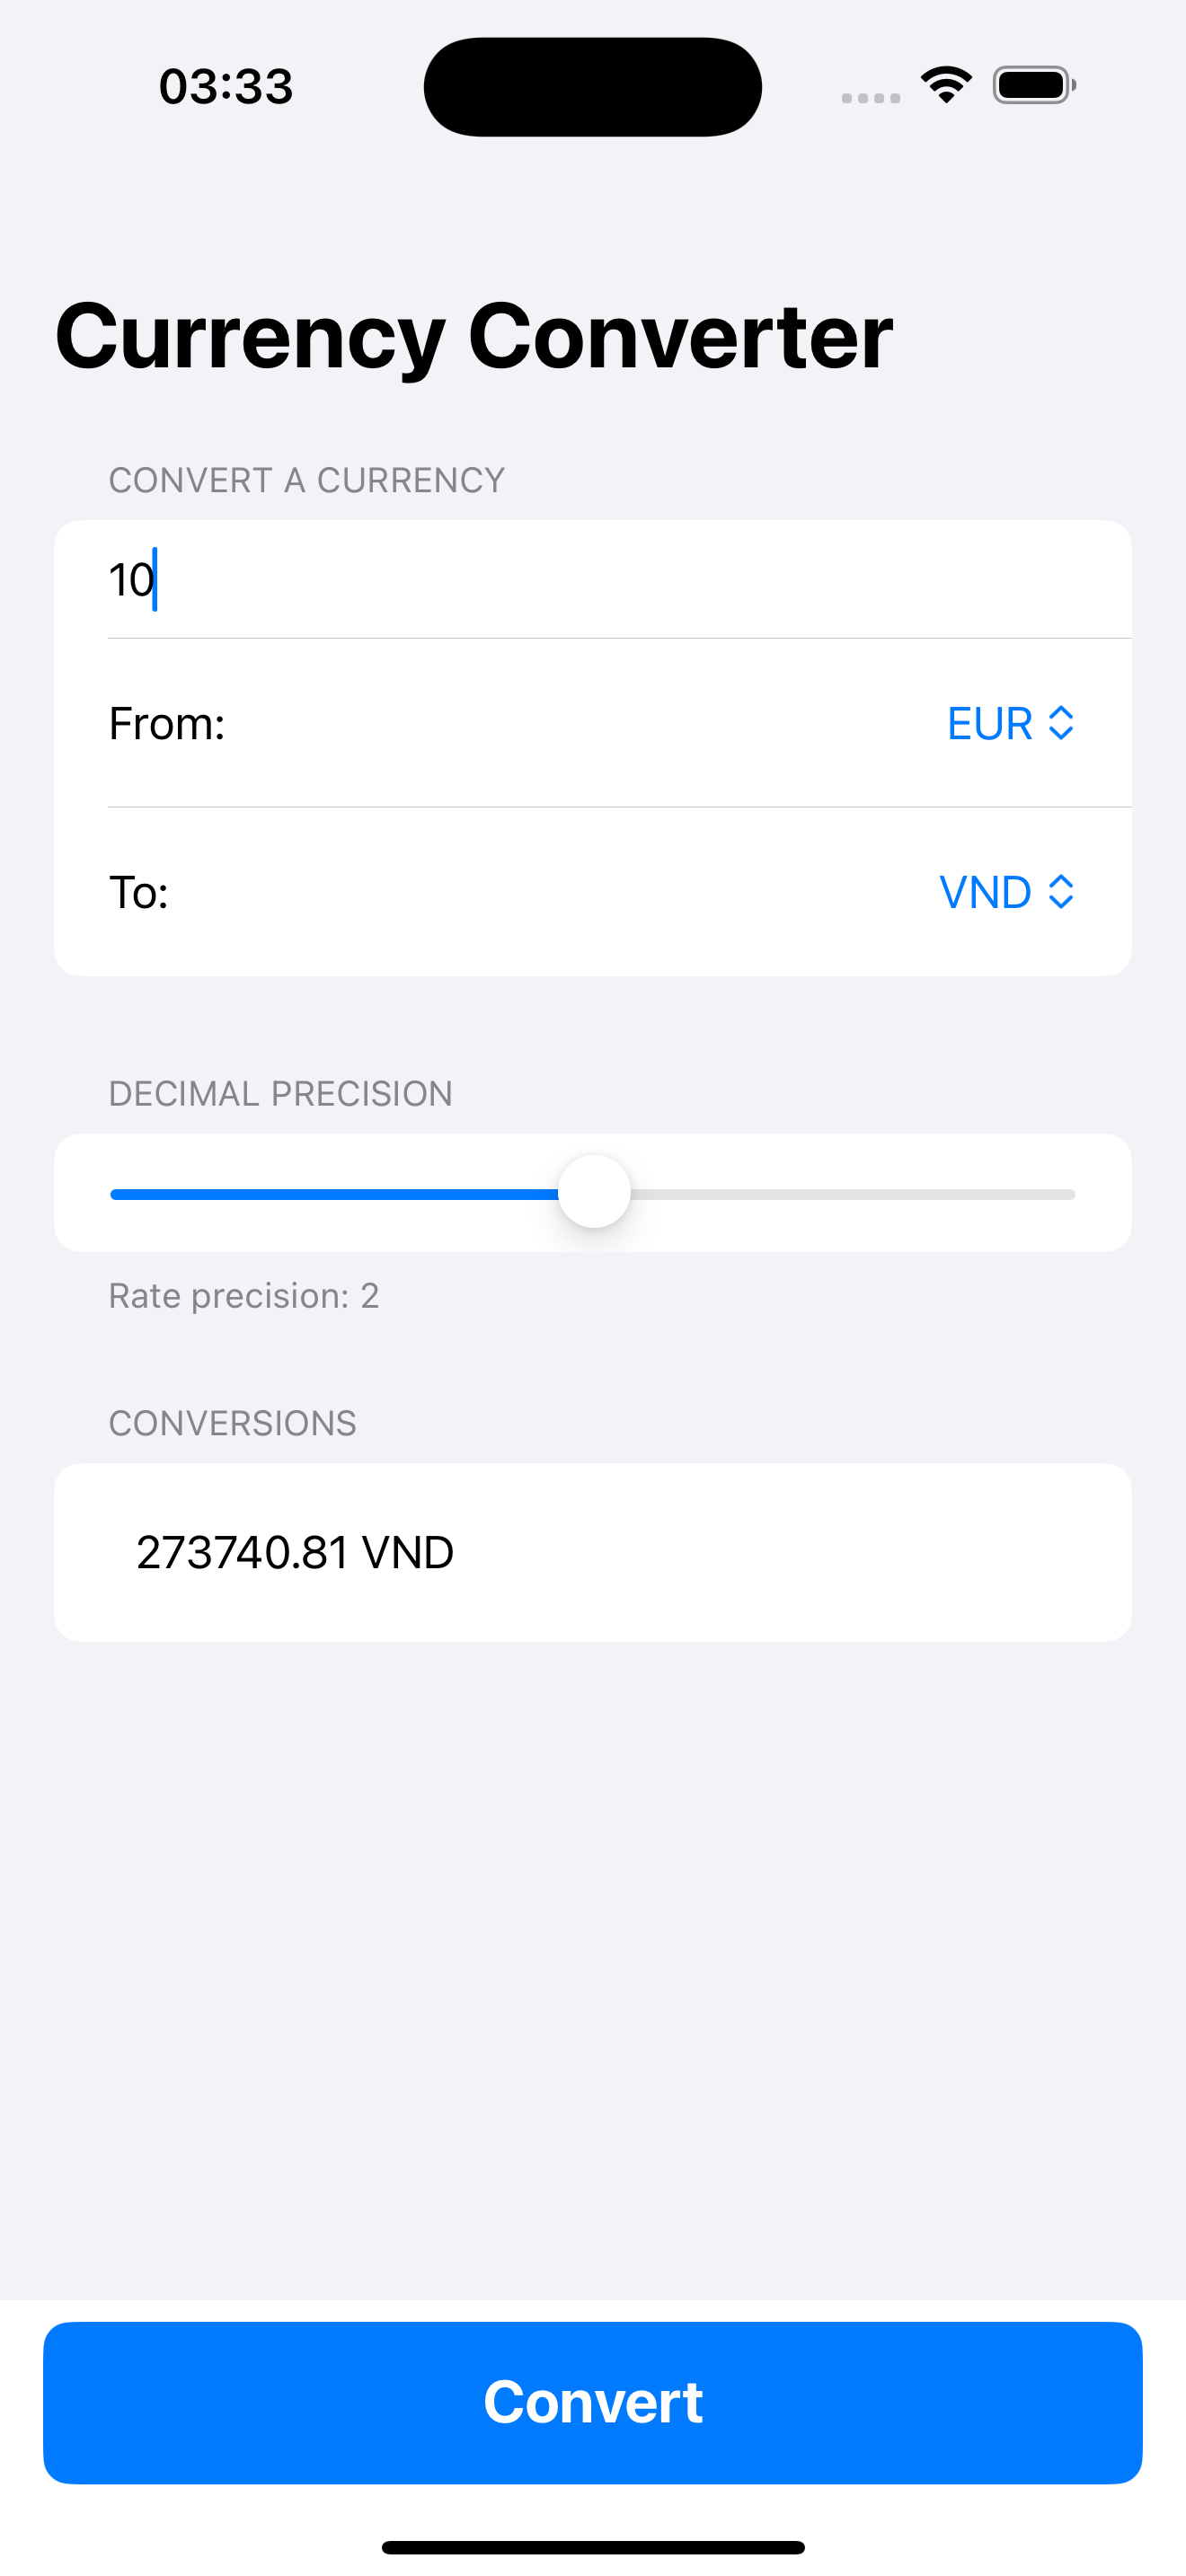 03:33
Currency Converter
CONVERT A CURRENCY
10
From: EUR
To: VND
DECIMAL PRECISION
Rate precision: 2
CONVERSIONS
273740.81 VND
Convert